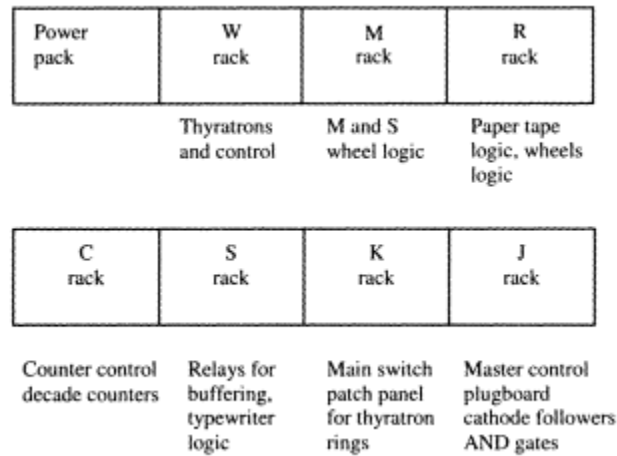 Power pack
W rack
M rack
R rack
Thyratrons and control
M and S wheel logic
Paper tape logic, wheels logic
C rack
S rack
K rack
J rack
Counter control decade counters
Relays for buffering, typewriter logic
Main switch patch panel for thyratron rings
Master control plugboard cathode followers AND gates